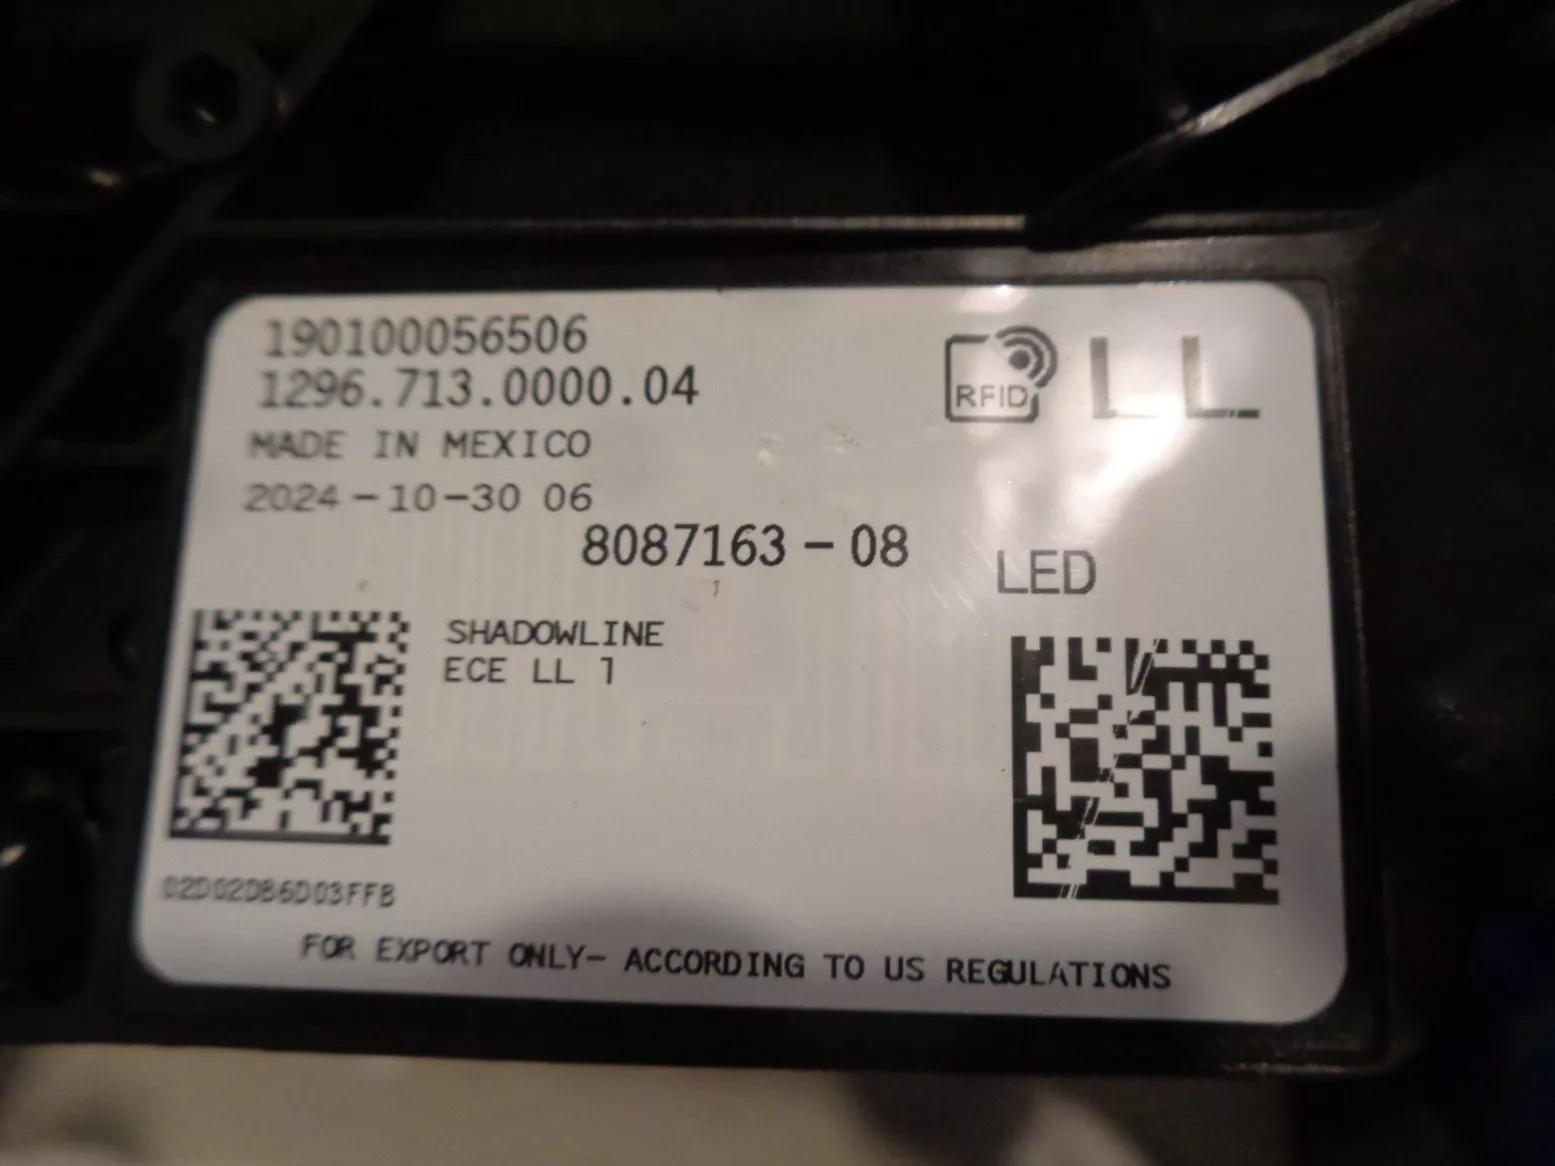 190100056506
1296.713.0000.04
RFID
LL
MADE IN MEXICO
2024-10-30 06
8087163-08
LED
SHADOWLINE
ECE LL 1
02D02DB6D03FFB
FOR EXPORT ONLY- ACCORDING TO US REGULATIONS